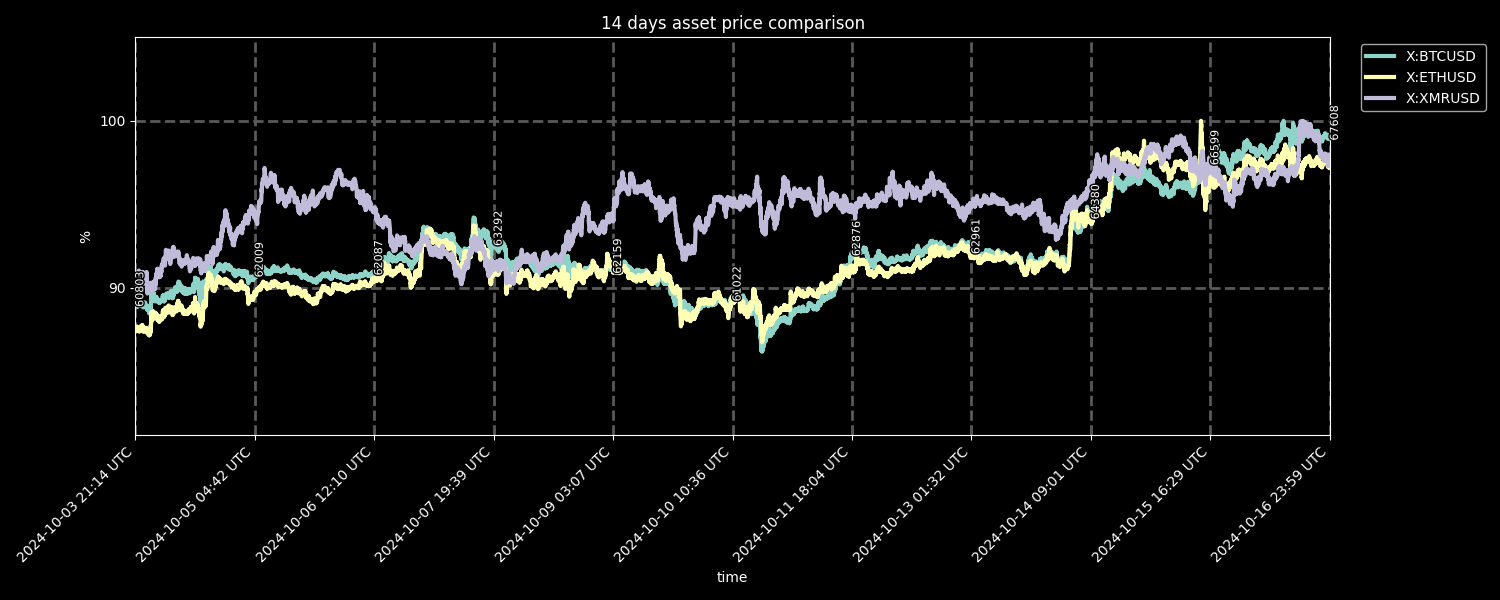 14 days asset price comparison
X:BTCUSD
X:ETHUSD
X:XMRUSD
%
100
90
60803
62009
62087
63292
62159
61022
62876
62961
64380
66599
67608
2024-10-03 21:14 UTC
2024-10-05 04:42 UTC
2024-10-06 12:10 UTC
2024-10-07 19:39 UTC
2024-10-09 03:07 UTC
2024-10-10 10:36 UTC
2024-10-11 18:04 UTC
2024-10-13 01:32 UTC
2024-10-14 09:01 UTC
2024-10-15 16:29 UTC
2024-10-16 23:59 UTC
time